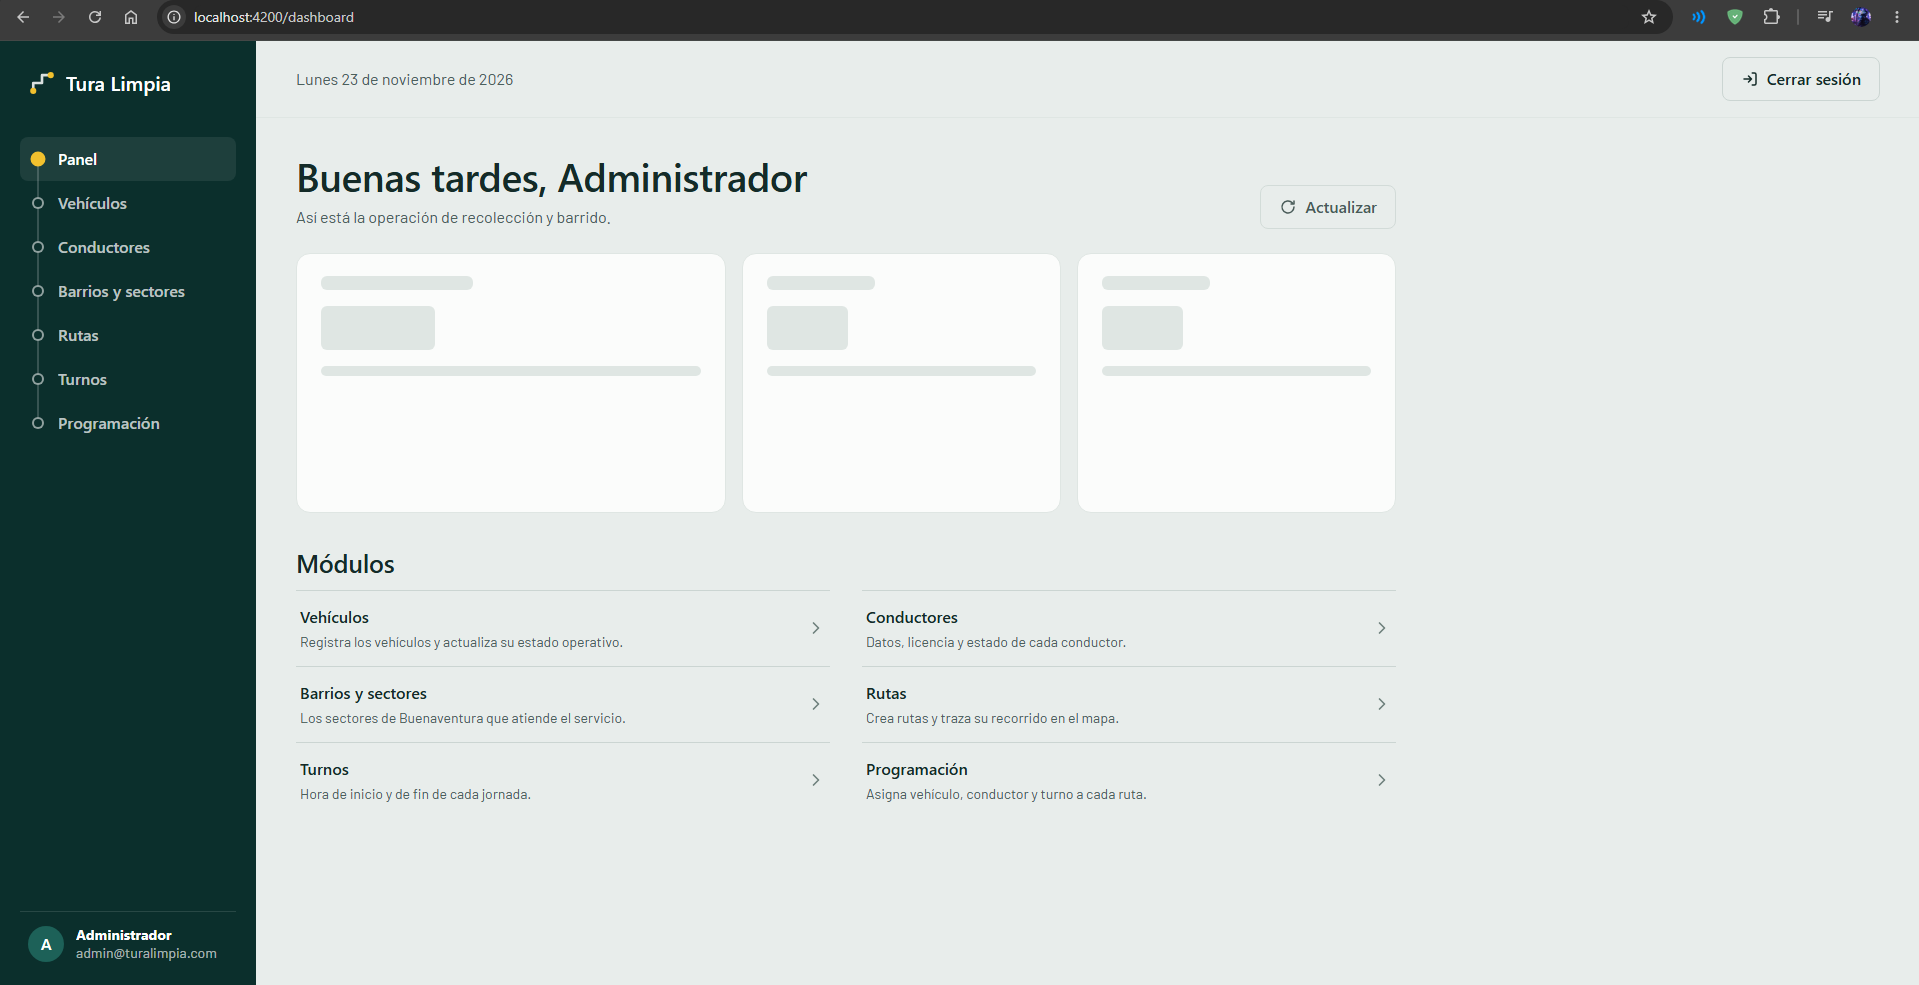 localhost:4200/dashboard
Tura Limpia
Panel
Vehículos
Conductores
Barrios y sectores
Rutas
Turnos
Programación
A
Administrador
admin@turalimpia.com
Lunes 23 de noviembre de 2026
Cerrar sesión
Buenas tardes, Administrador
Así está la operación de recolección y barrido.
Actualizar
Módulos
Vehículos
Registra los vehículos y actualiza su estado operativo.
Conductores
Datos, licencia y estado de cada conductor.
Barrios y sectores
Los sectores de Buenaventura que atiende el servicio.
Rutas
Crea rutas y traza su recorrido en el mapa.
Turnos
Hora de inicio y de fin de cada jornada.
Programación
Asigna vehículo, conductor y turno a cada ruta.